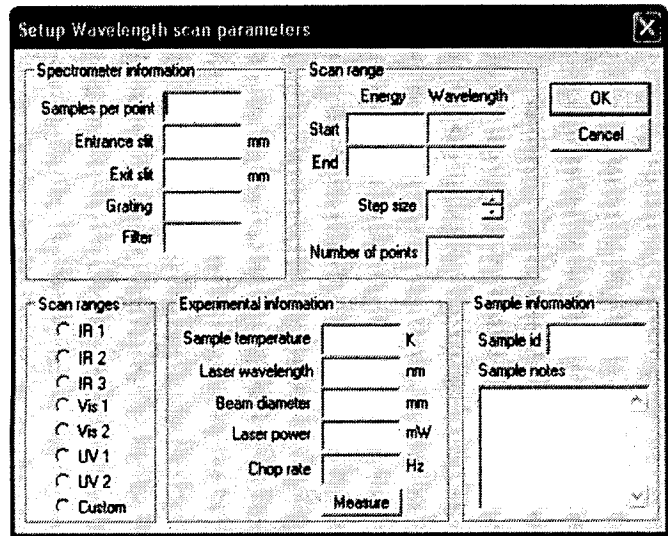 Setup Wavelength scan parameters
Spectrometer information
Samples per point
Entrance slit mm
Exit slit mm
Grating
Filter
Scan range
Energy Wavelength
Start
End
Step size
Number of points
OK
Cancel
Scan ranges
IR 1
IR 2
IR 3
Vis 1
Vis 2
UV 1
UV 2
Custom
Experimental information
Sample temperature K
Laser wavelength nm
Beam diameter mm
Laser power mW
Chop rate Hz
Measure
Sample information
Sample id
Sample notes